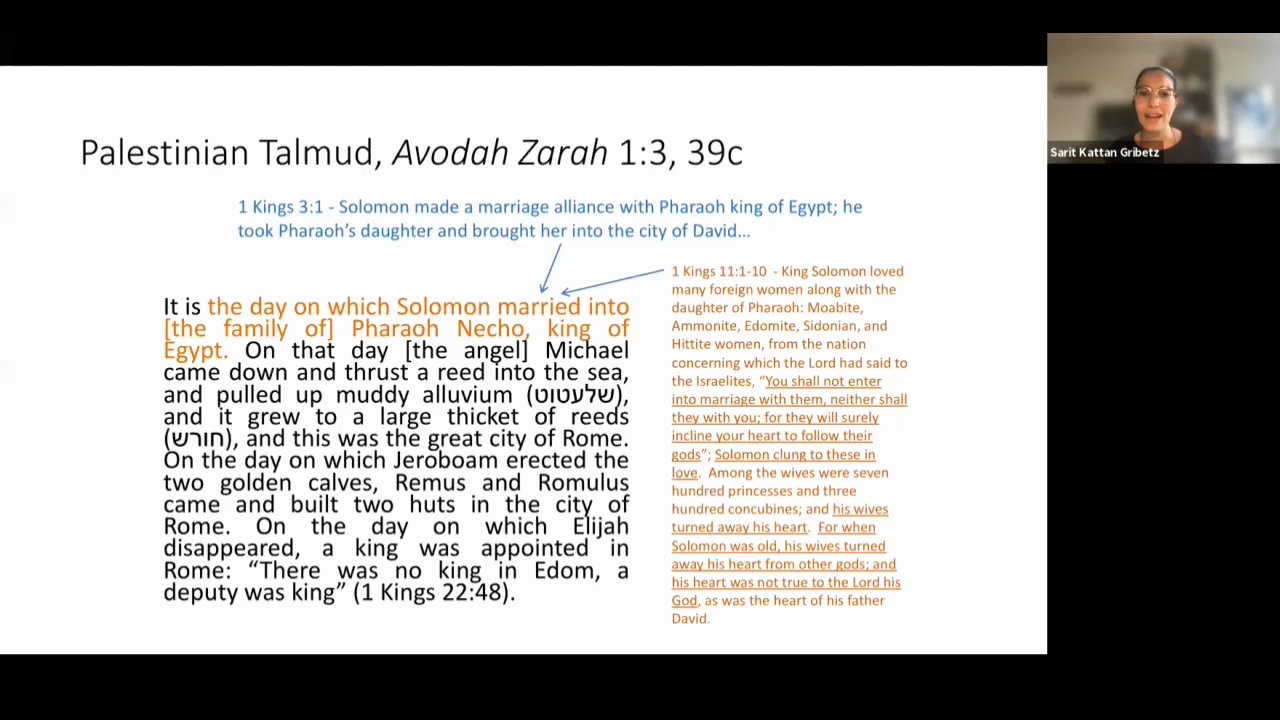 Palestinian Talmud, Avodah Zarah 1:3, 39c
1 Kings 3:1 - Solomon made a marriage alliance with Pharaoh king of Egypt; he
took Pharaoh's daughter and brought her into the city of David...
It is the day on which Solomon married into
[the family of] Pharaoh Necho, king of
Egypt. On that day [the angel] Michael
came down and thrust a reed into the sea,
and pulled up muddy alluvium (שלעטוט),
and it grew to a large thicket of reeds
(חורש), and this was the great city of Rome.
On the day on which Jeroboam erected the
two golden calves, Remus and Romulus
came and built two huts in the city of
Rome. On the day on which Elijah
disappeared, a king was appointed in
Rome: “There was no king in Edom, a
deputy was king” (1 Kings 22:48).
1 Kings 11:1-10 - King Solomon loved
many foreign women along with the
daughter of Pharaoh: Moabite,
Ammonite, Edomite, Sidonian, and
Hittite women, from the nation
concerning which the Lord had said to
the Israelites, “You shall not enter
into marriage with them, neither shall
they with you; for they will surely
incline your heart to follow their
gods”; Solomon clung to these in
love. Among the wives were seven
hundred princesses and three
hundred concubines; and his wives
turned away his heart. For when
Solomon was old, his wives turned
away his heart from other gods; and
his heart was not true to the Lord his
God, as was the heart of his father
David.
Sarit Kattan Gribetz